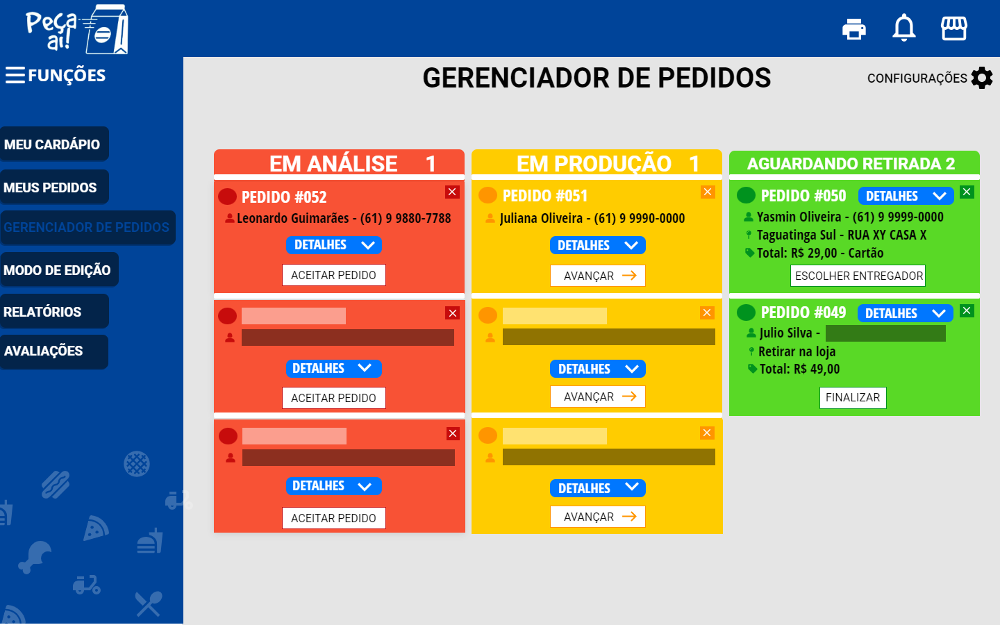 Peça
ai!
FUNÇÕES
GERENCIADOR DE PEDIDOS
CONFIGURAÇÕES
MEU CARDÁPIO
MEUS PEDIDOS
GERENCIADOR DE PEDIDOS
MODO DE EDIÇÃO
RELATÓRIOS
AVALIAÇÕES
EM ANÁLISE 1
PEDIDO #052
Leonardo Guimarães - (61) 9 9880-7788
DETALHES
ACEITAR PEDIDO
DETALHES
ACEITAR PEDIDO
DETALHES
ACEITAR PEDIDO
EM PRODUÇÃO 1
PEDIDO #051
Juliana Oliveira - (61) 9 9990-0000
DETALHES
AVANÇAR
DETALHES
AVANÇAR
DETALHES
AVANÇAR
AGUARDANDO RETIRADA 2
PEDIDO #050 DETALHES
Yasmin Oliveira - (61) 9 9999-0000
Taguatinga Sul - RUA XY CASA X
Total: R$ 29,00 - Cartão
ESCOLHER ENTREGADOR
PEDIDO #049 DETALHES
Julio Silva -
Retirar na loja
Total: R$ 49,00
FINALIZAR